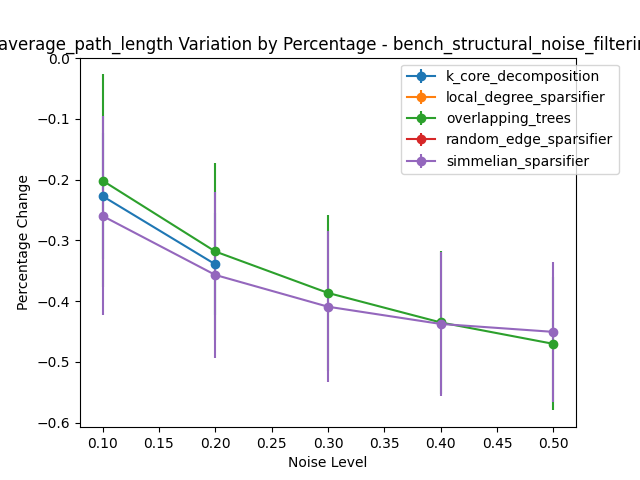 average_path_length Variation by Percentage - bench_structural_noise_filterin
0.0
−0.1
−0.2
−0.3
−0.4
−0.5
−0.6
Percentage Change
k_core_decomposition
local_degree_sparsifier
overlapping_trees
random_edge_sparsifier
simmelian_sparsifier
0.10 0.15 0.20 0.25 0.30 0.35 0.40 0.45 0.50
Noise Level